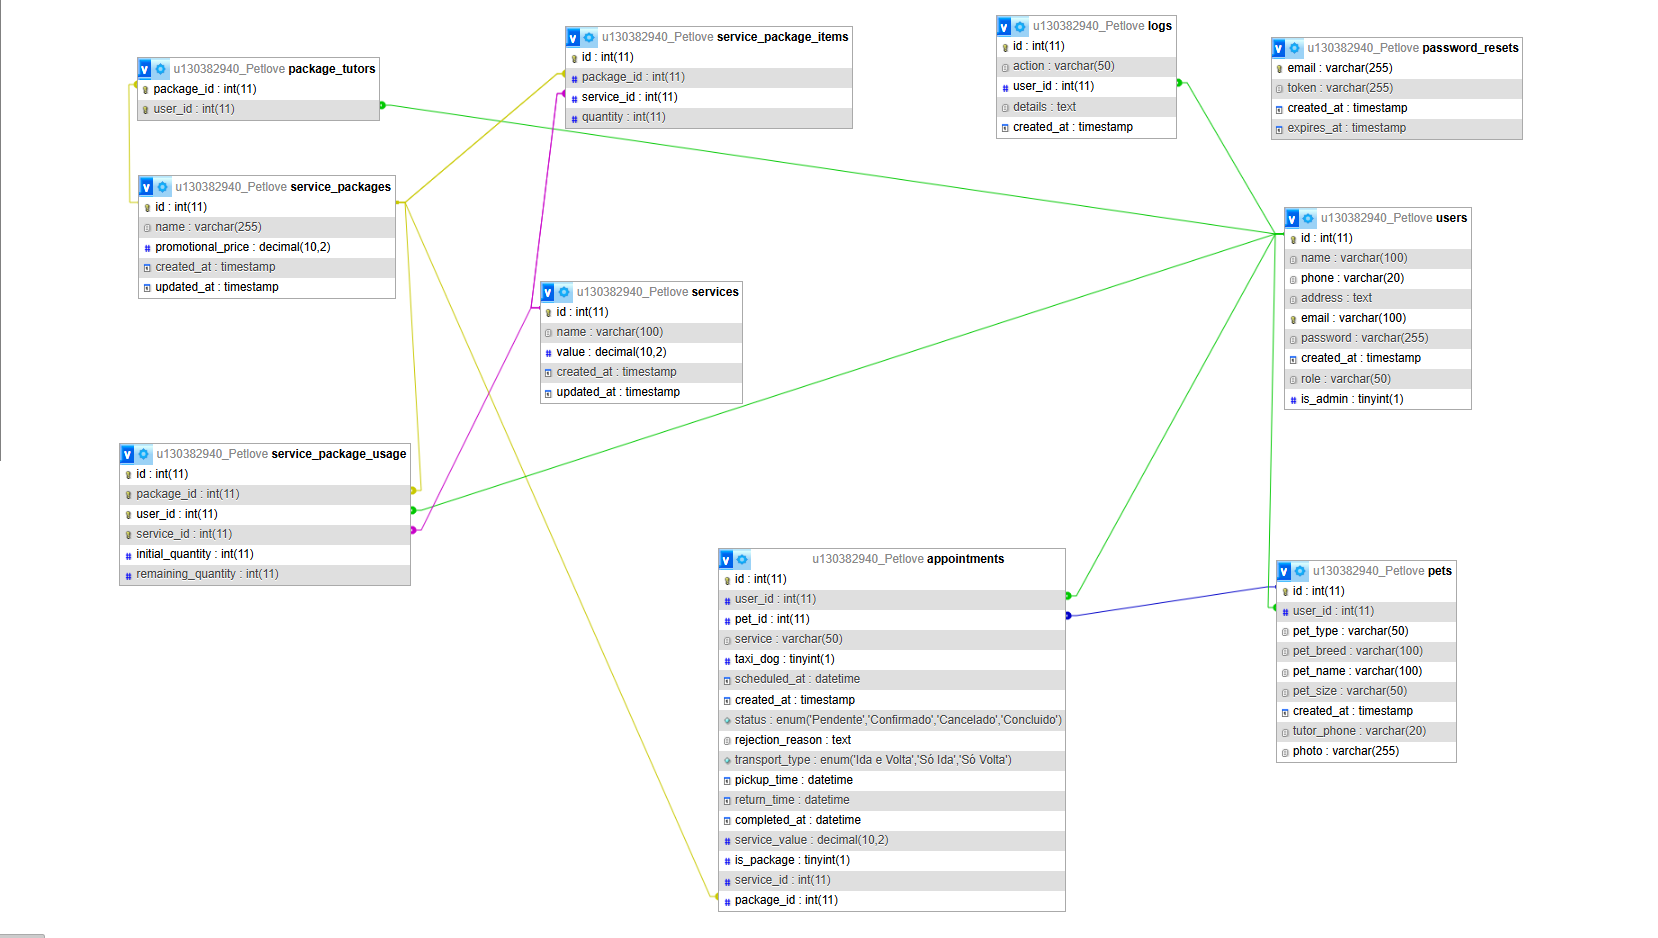 u130382940_Petlove package_tutors
package_id : int(11)
user_id : int(11)
u130382940_Petlove service_package_items
id : int(11)
package_id : int(11)
service_id : int(11)
quantity : int(11)
u130382940_Petlove logs
id : int(11)
action : varchar(50)
user_id : int(11)
details : text
created_at : timestamp
u130382940_Petlove password_resets
email : varchar(255)
token : varchar(255)
created_at : timestamp
expires_at : timestamp
u130382940_Petlove service_packages
id : int(11)
name : varchar(255)
promotional_price : decimal(10,2)
created_at : timestamp
updated_at : timestamp
u130382940_Petlove users
id : int(11)
name : varchar(100)
phone : varchar(20)
address : text
email : varchar(100)
password : varchar(255)
created_at : timestamp
role : varchar(50)
is_admin : tinyint(1)
u130382940_Petlove services
id : int(11)
name : varchar(100)
value : decimal(10,2)
created_at : timestamp
updated_at : timestamp
u130382940_Petlove service_package_usage
id : int(11)
package_id : int(11)
user_id : int(11)
service_id : int(11)
initial_quantity : int(11)
remaining_quantity : int(11)
u130382940_Petlove appointments
id : int(11)
user_id : int(11)
pet_id : int(11)
service : varchar(50)
taxi_dog : tinyint(1)
scheduled_at : datetime
created_at : timestamp
status : enum('Pendente','Confirmado','Cancelado','Concluido')
rejection_reason : text
transport_type : enum('Ida e Volta','Só Ida','Só Volta')
pickup_time : datetime
return_time : datetime
completed_at : datetime
service_value : decimal(10,2)
is_package : tinyint(1)
service_id : int(11)
package_id : int(11)
u130382940_Petlove pets
id : int(11)
user_id : int(11)
pet_type : varchar(50)
pet_breed : varchar(100)
pet_name : varchar(100)
pet_size : varchar(50)
created_at : timestamp
tutor_phone : varchar(20)
photo : varchar(255)